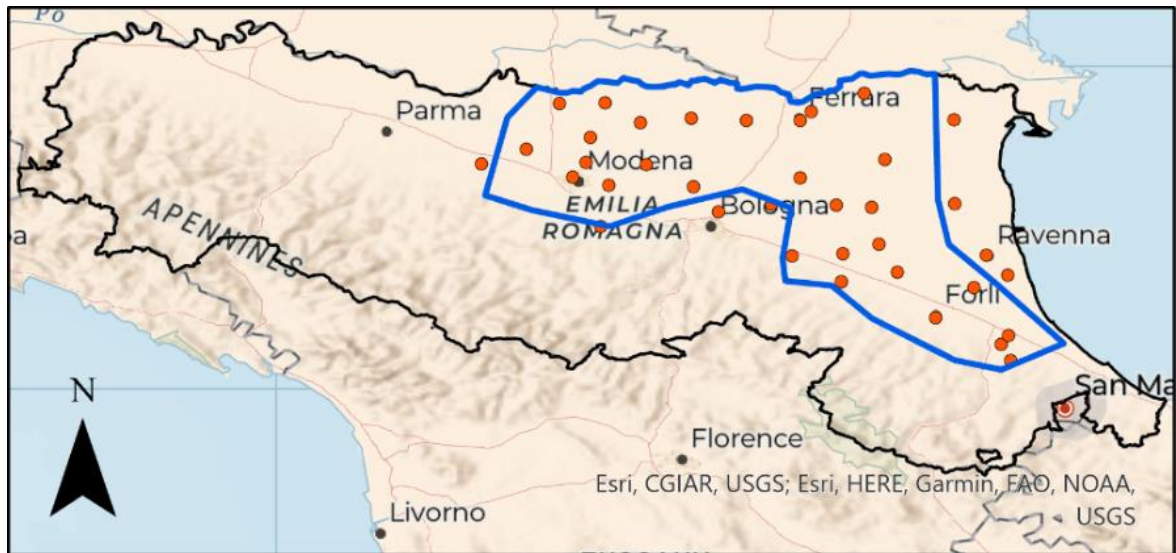 Po
Parma
Ferrara
Modena
EMILIA
ROMAGNA
Bologna
APENNINES
Ravenna
Forlì
N
San Ma
Florence
Esri, CGIAR, USGS; Esri, HERE, Garmin, FAO, NOAA,
USGS
Livorno